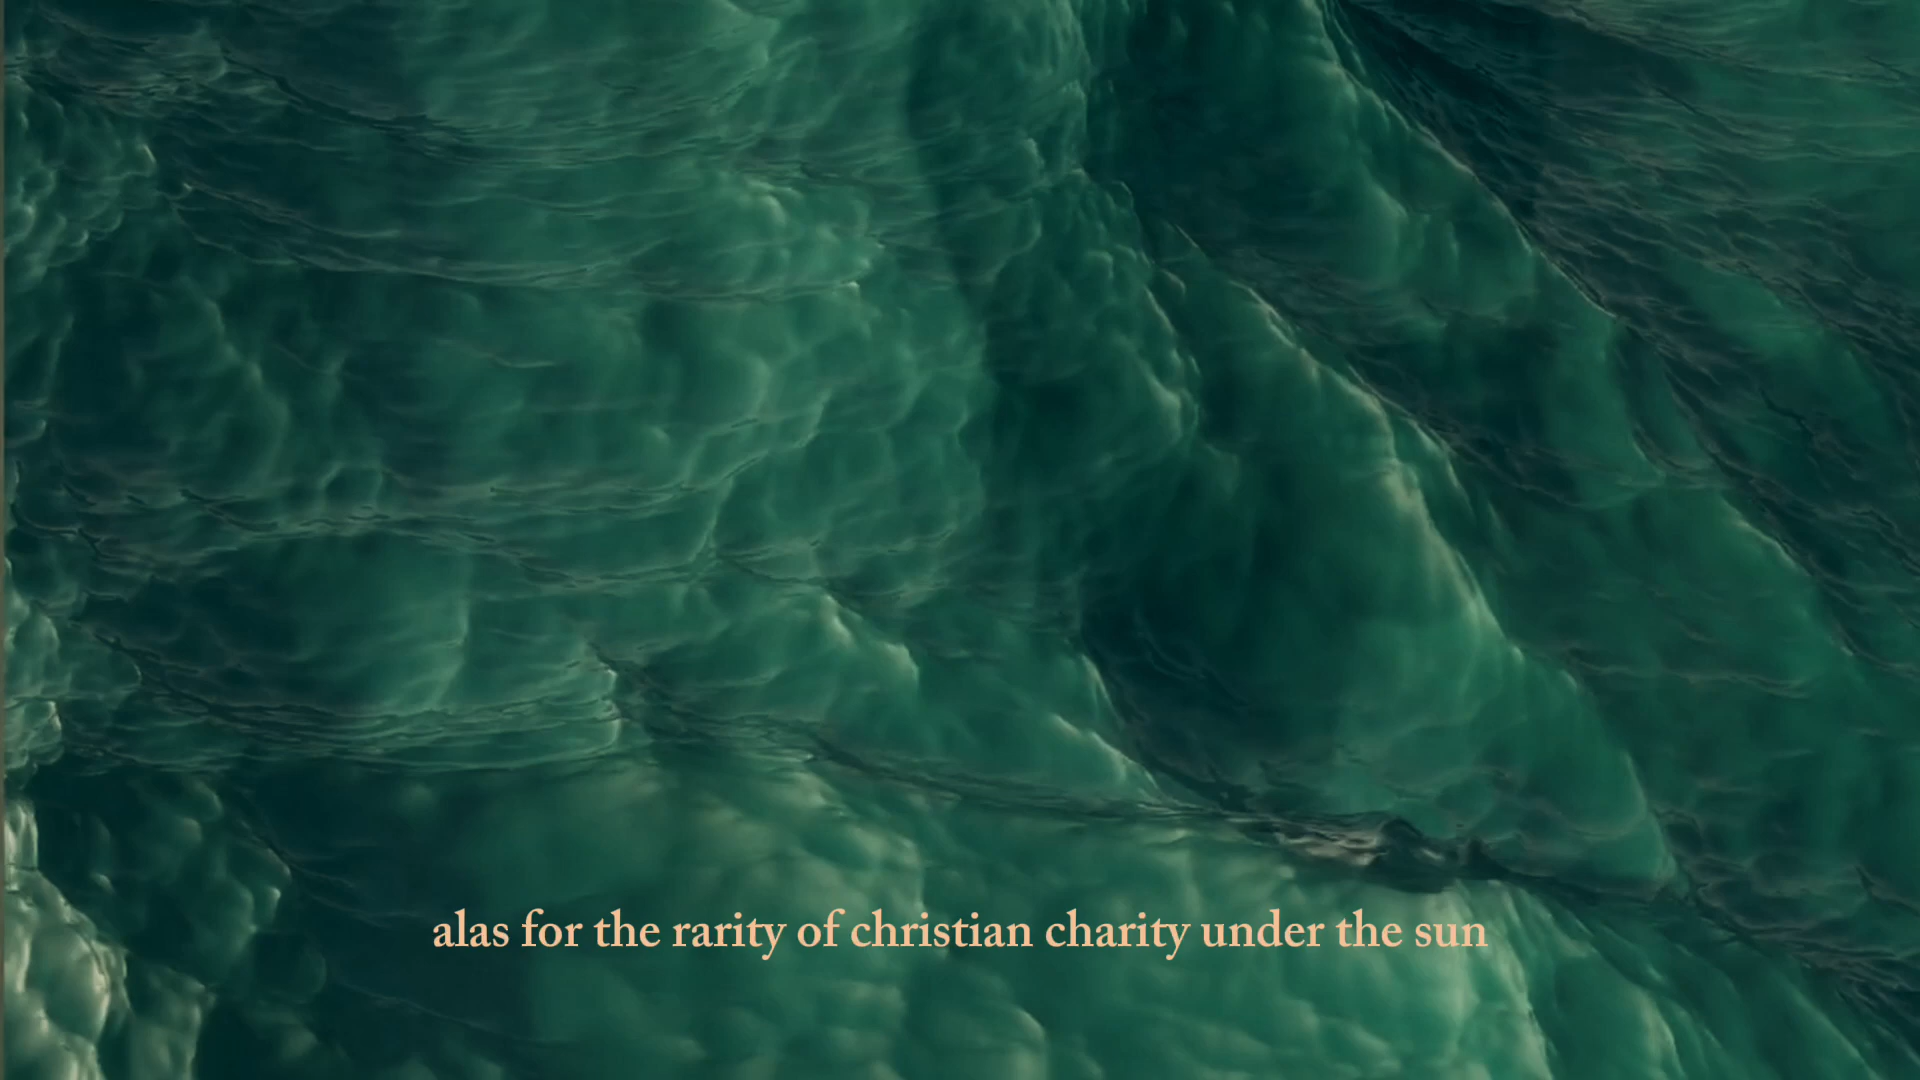 alas for the rarity of christian charity under the sun